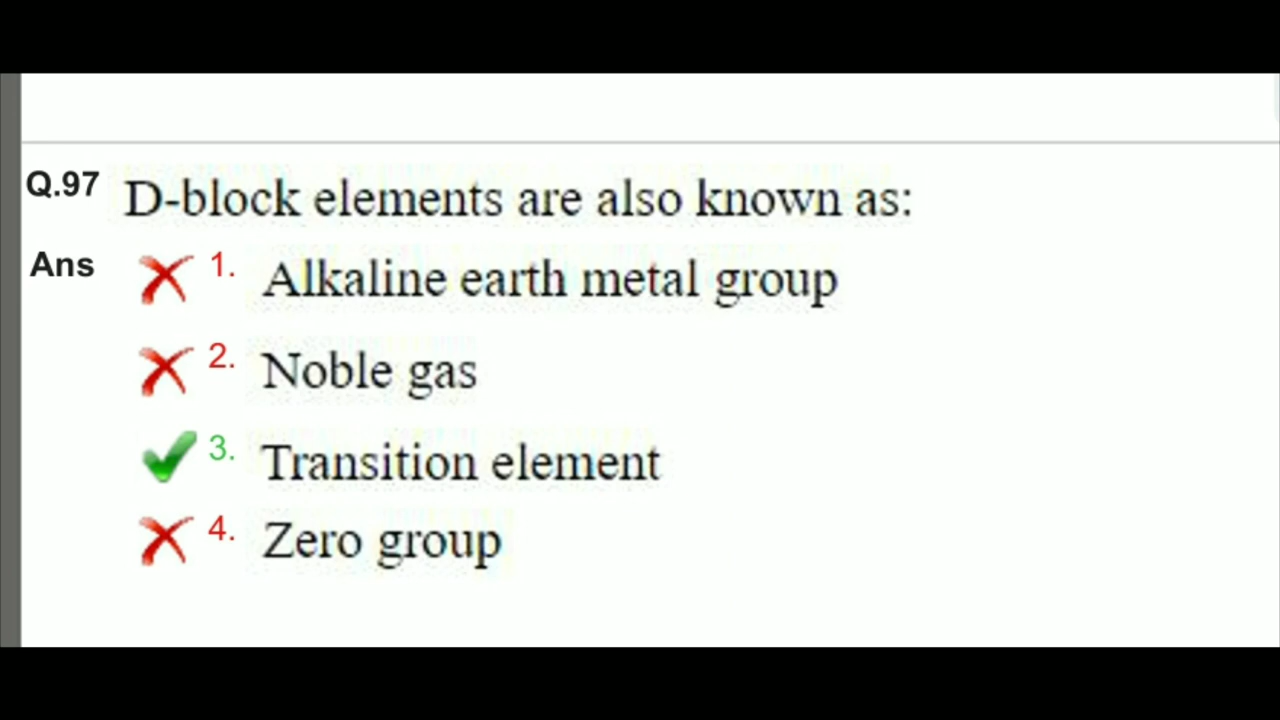 Q.97 D-block elements are also known as:
Ans 1. Alkaline earth metal group
2. Noble gas
3. Transition element
4. Zero group